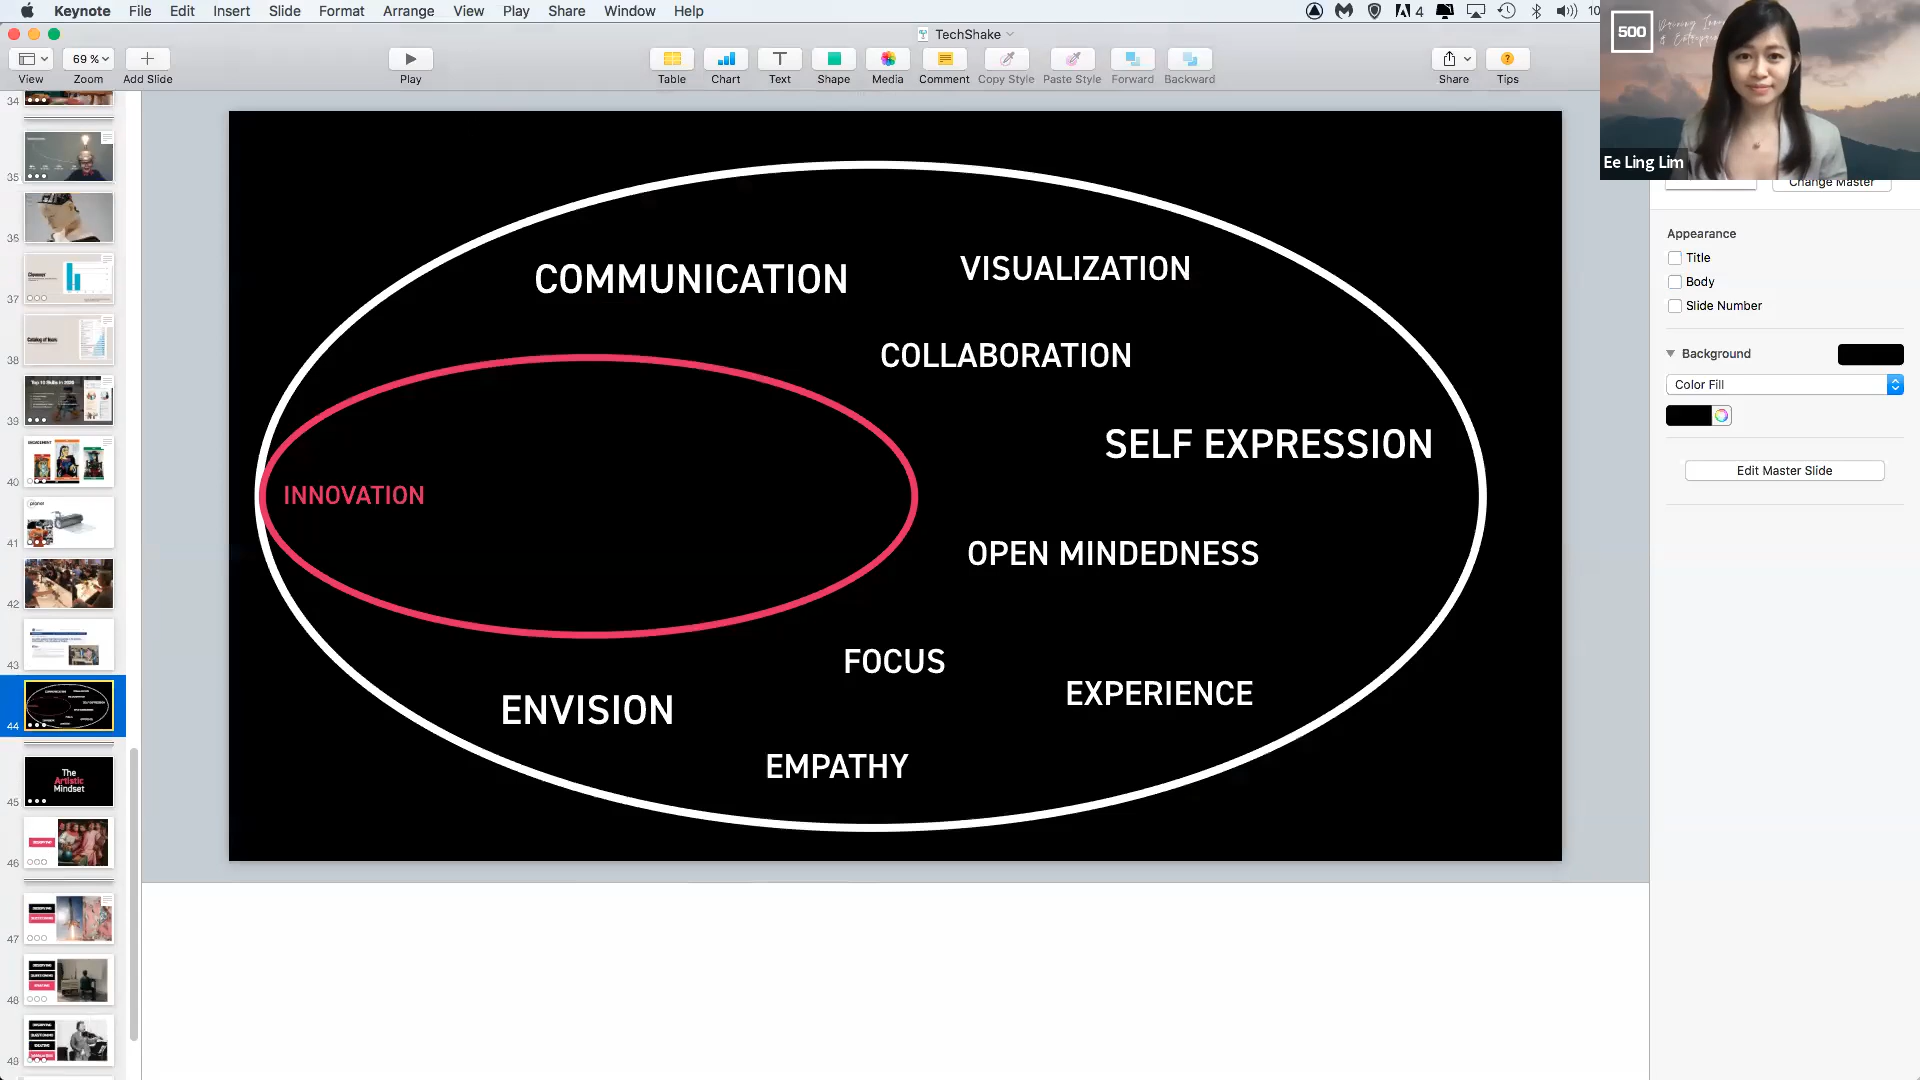 Keynote File Edit Insert Slide Format Arrange View Play Share Window Help
4
10
TechShake
69 %
View Zoom Add Slide Play Table Chart Text Shape Media Comment Copy Style Paste Style Forward Backward Share Tips
500
Ee Ling Lim
Change Master
Appearance
Title
Body
Slide Number
Background
Color Fill
Edit Master Slide
COMMUNICATION
VISUALIZATION
COLLABORATION
SELF EXPRESSION
INNOVATION
OPEN MINDEDNESS
FOCUS
EXPERIENCE
ENVISION
EMPATHY
34
35
36
37
38
39
40
41
42
43
44
The
Artistic
Mindset
45
46
47
48